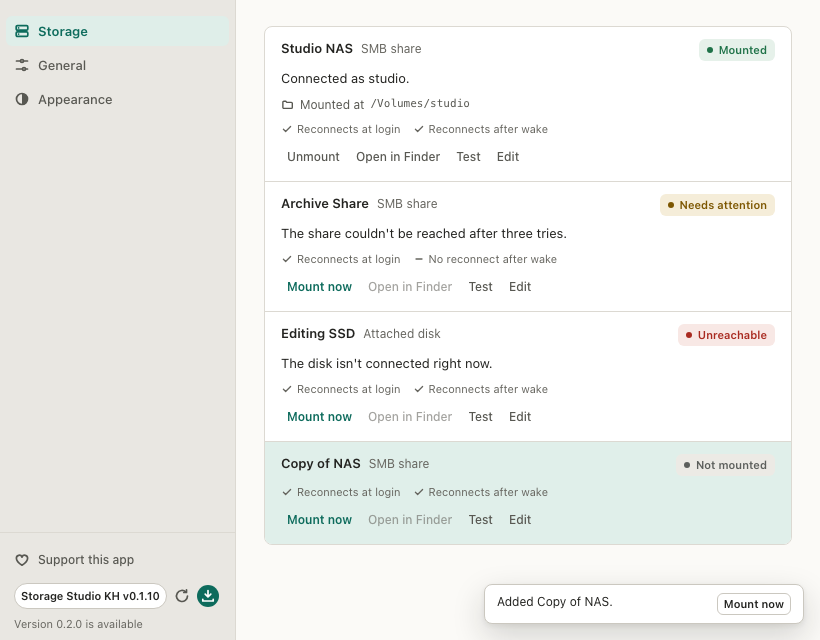 Storage
General
Appearance
Support this app
Storage Studio KH v0.1.10
Version 0.2.0 is available
Studio NAS SMB share Mounted
Connected as studio.
Mounted at /Volumes/studio
Reconnects at login Reconnects after wake
Unmount Open in Finder Test Edit
Archive Share SMB share Needs attention
The share couldn't be reached after three tries.
Reconnects at login No reconnect after wake
Mount now Open in Finder Test Edit
Editing SSD Attached disk Unreachable
The disk isn't connected right now.
Reconnects at login Reconnects after wake
Mount now Open in Finder Test Edit
Copy of NAS SMB share Not mounted
Reconnects at login Reconnects after wake
Mount now Open in Finder Test Edit
Added Copy of NAS. Mount now